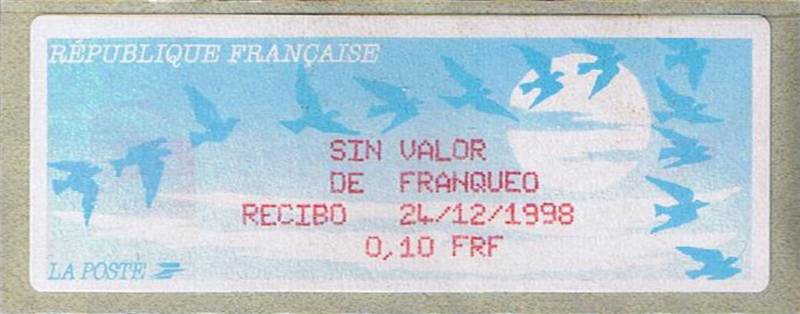 RÉPUBLIQUE FRANÇAISE
SIN VALOR
DE FRANQUEO
RECIBO 24/12/1998
0,10 FRF
LA POSTE